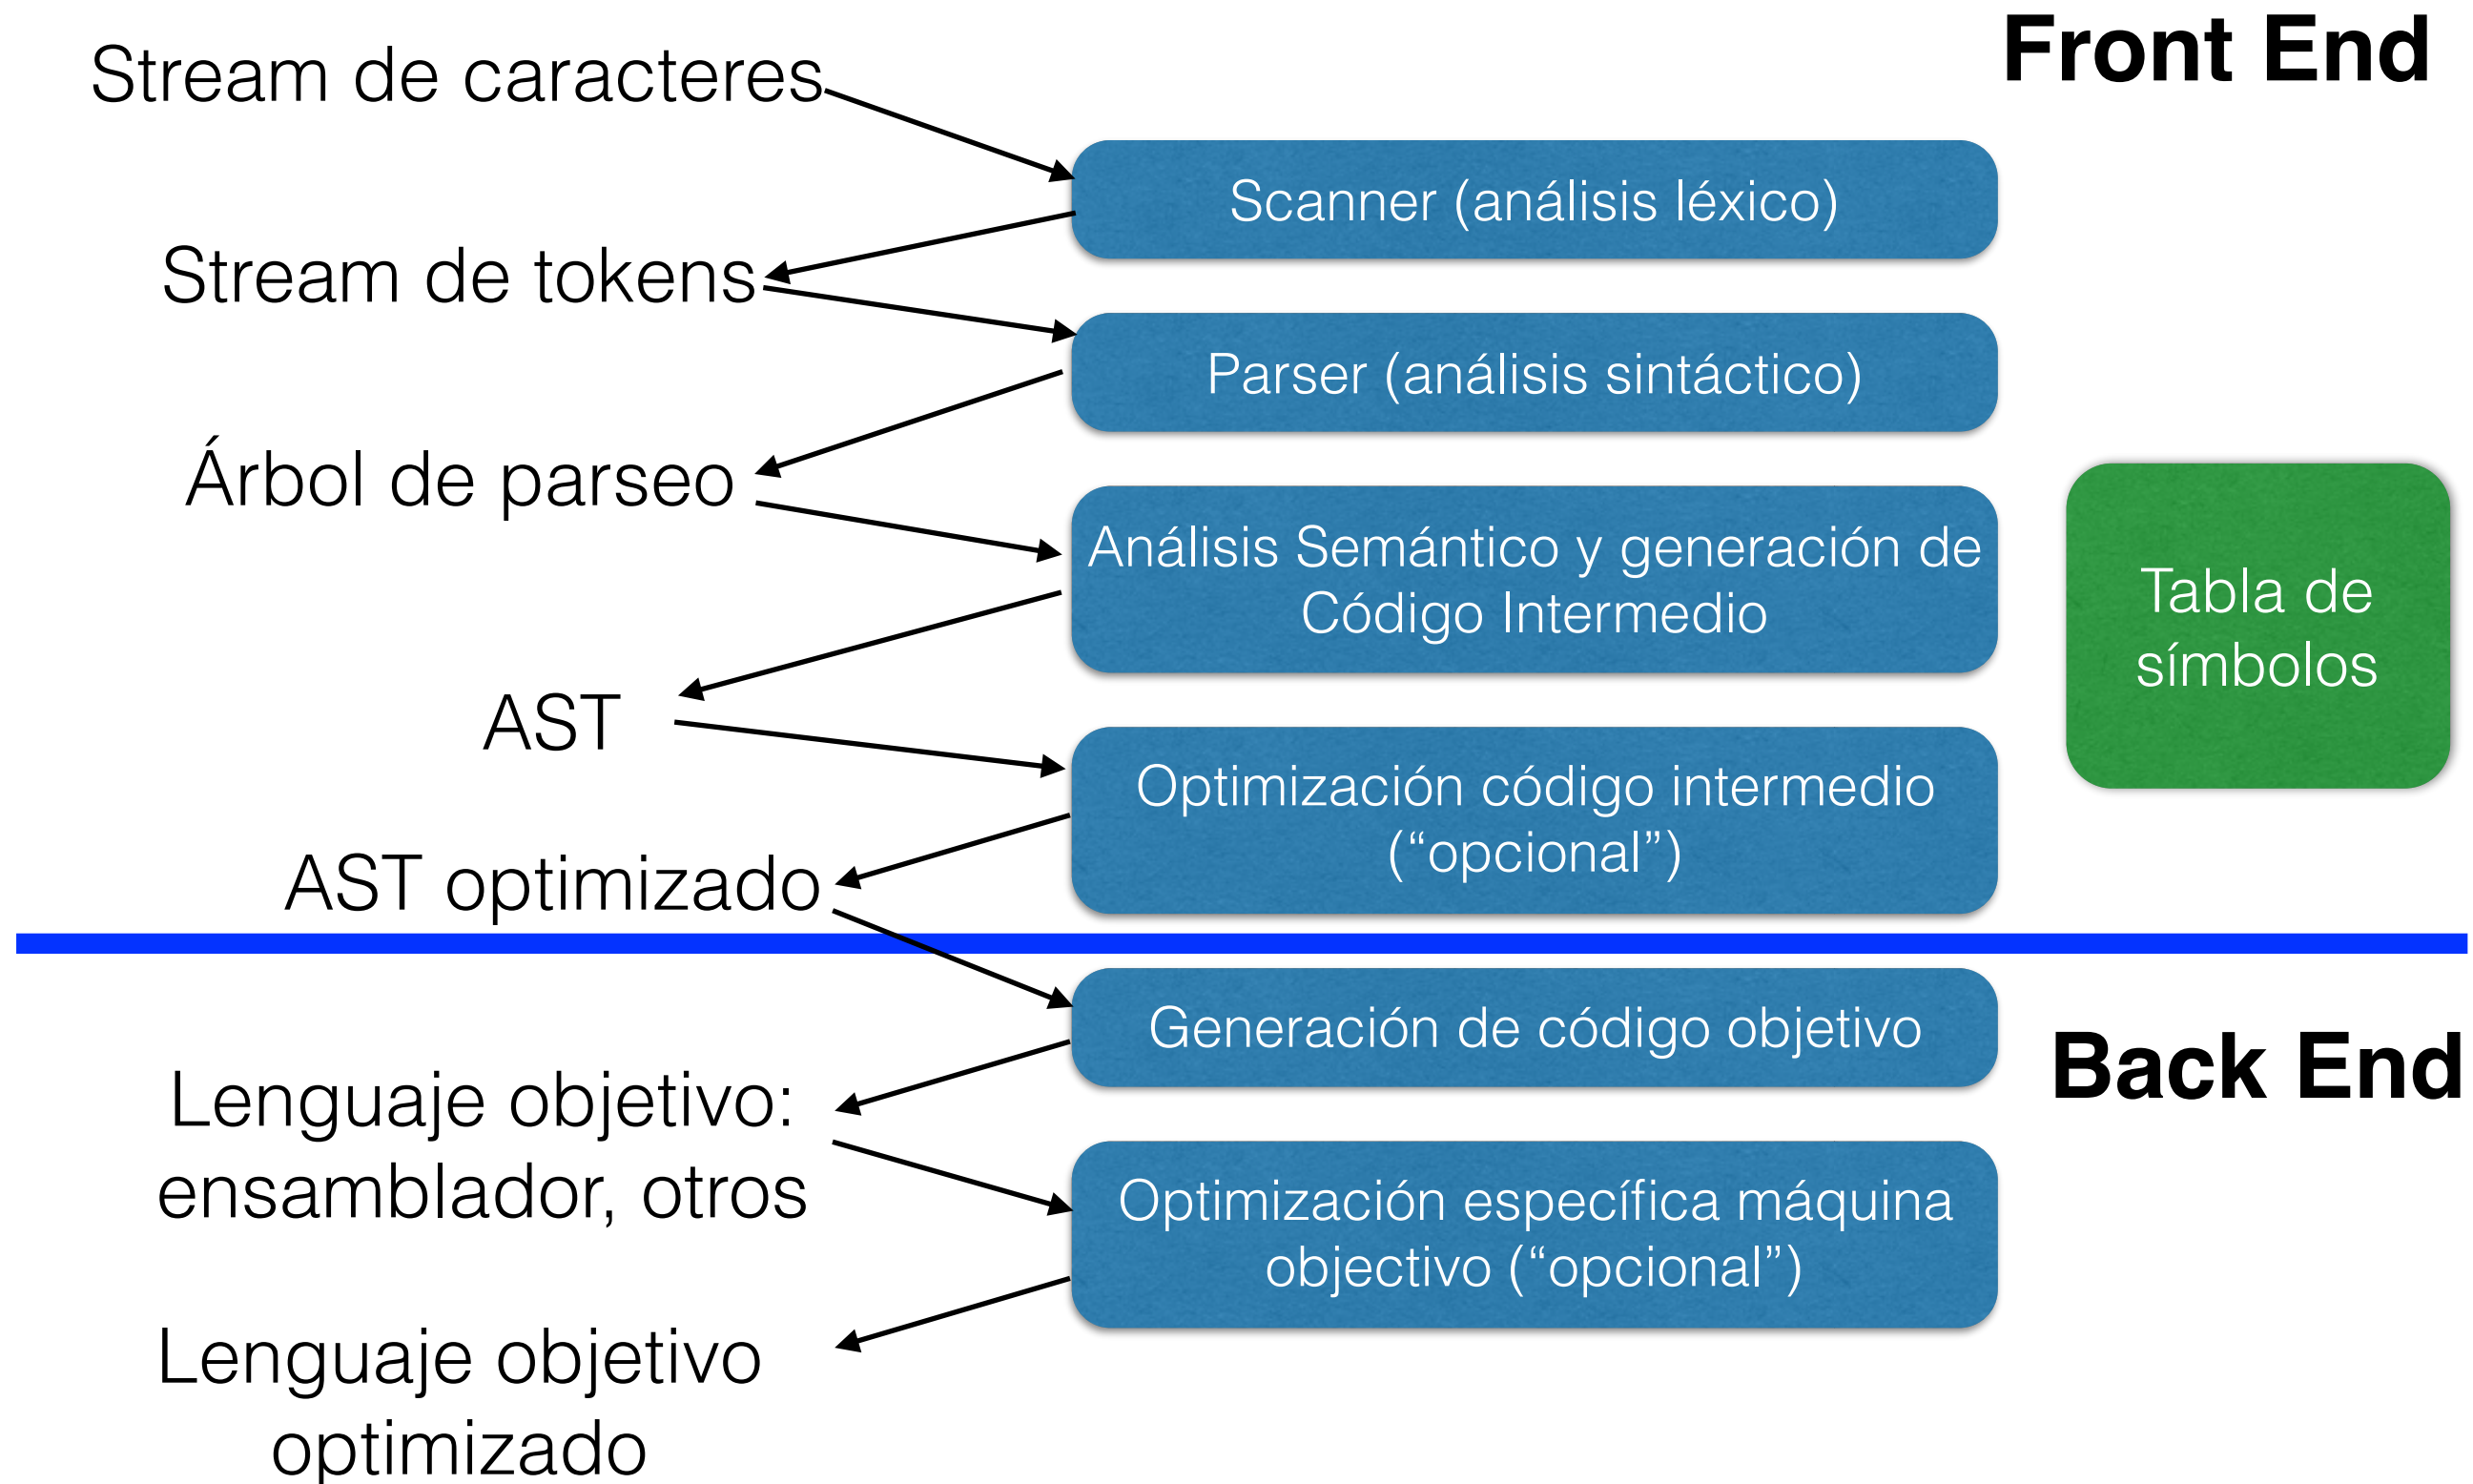 Front End
Stream de caracteres
Scanner (análisis léxico)
Stream de tokens
Parser (análisis sintáctico)
Árbol de parseo
Análisis Semántico y generación de
Código Intermedio
Tabla de
símbolos
AST
Optimización código intermedio
(“opcional”)
AST optimizado
Generación de código objetivo
Back End
Lenguaje objetivo:
ensamblador, otros
Optimización específica máquina
objectivo (“opcional”)
Lenguaje objetivo
optimizado